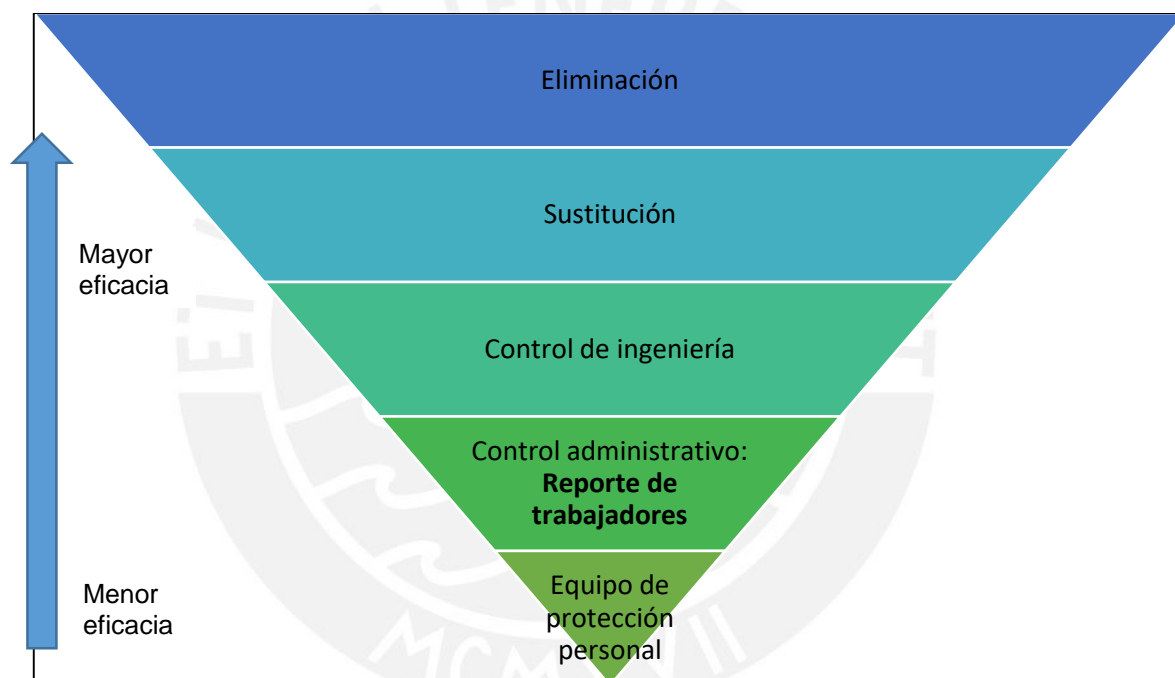 Eliminación
Sustitución
Mayor
eficacia
Control de ingeniería
Control administrativo:
Reporte de
trabajadores
Menor
eficacia
Equipo de
protección
personal